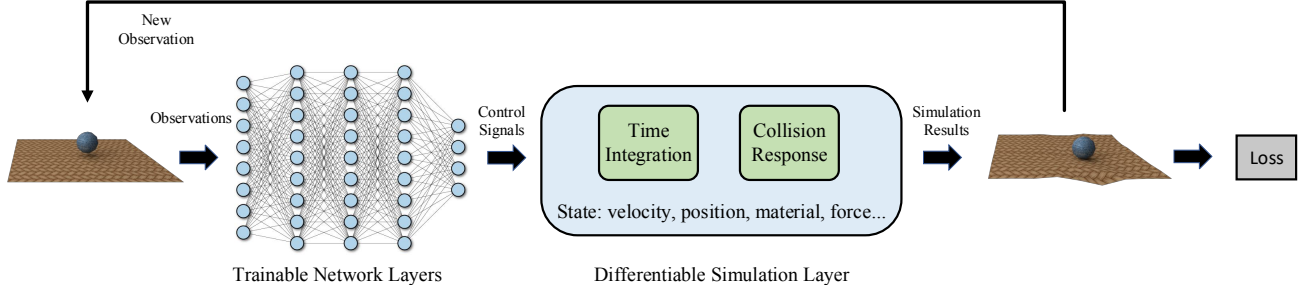 New
Observation
Observations
Control
Signals
Time
Integration
Collision
Response
State: velocity, position, material, force...
Simulation
Results
Loss
Trainable Network Layers
Differentiable Simulation Layer